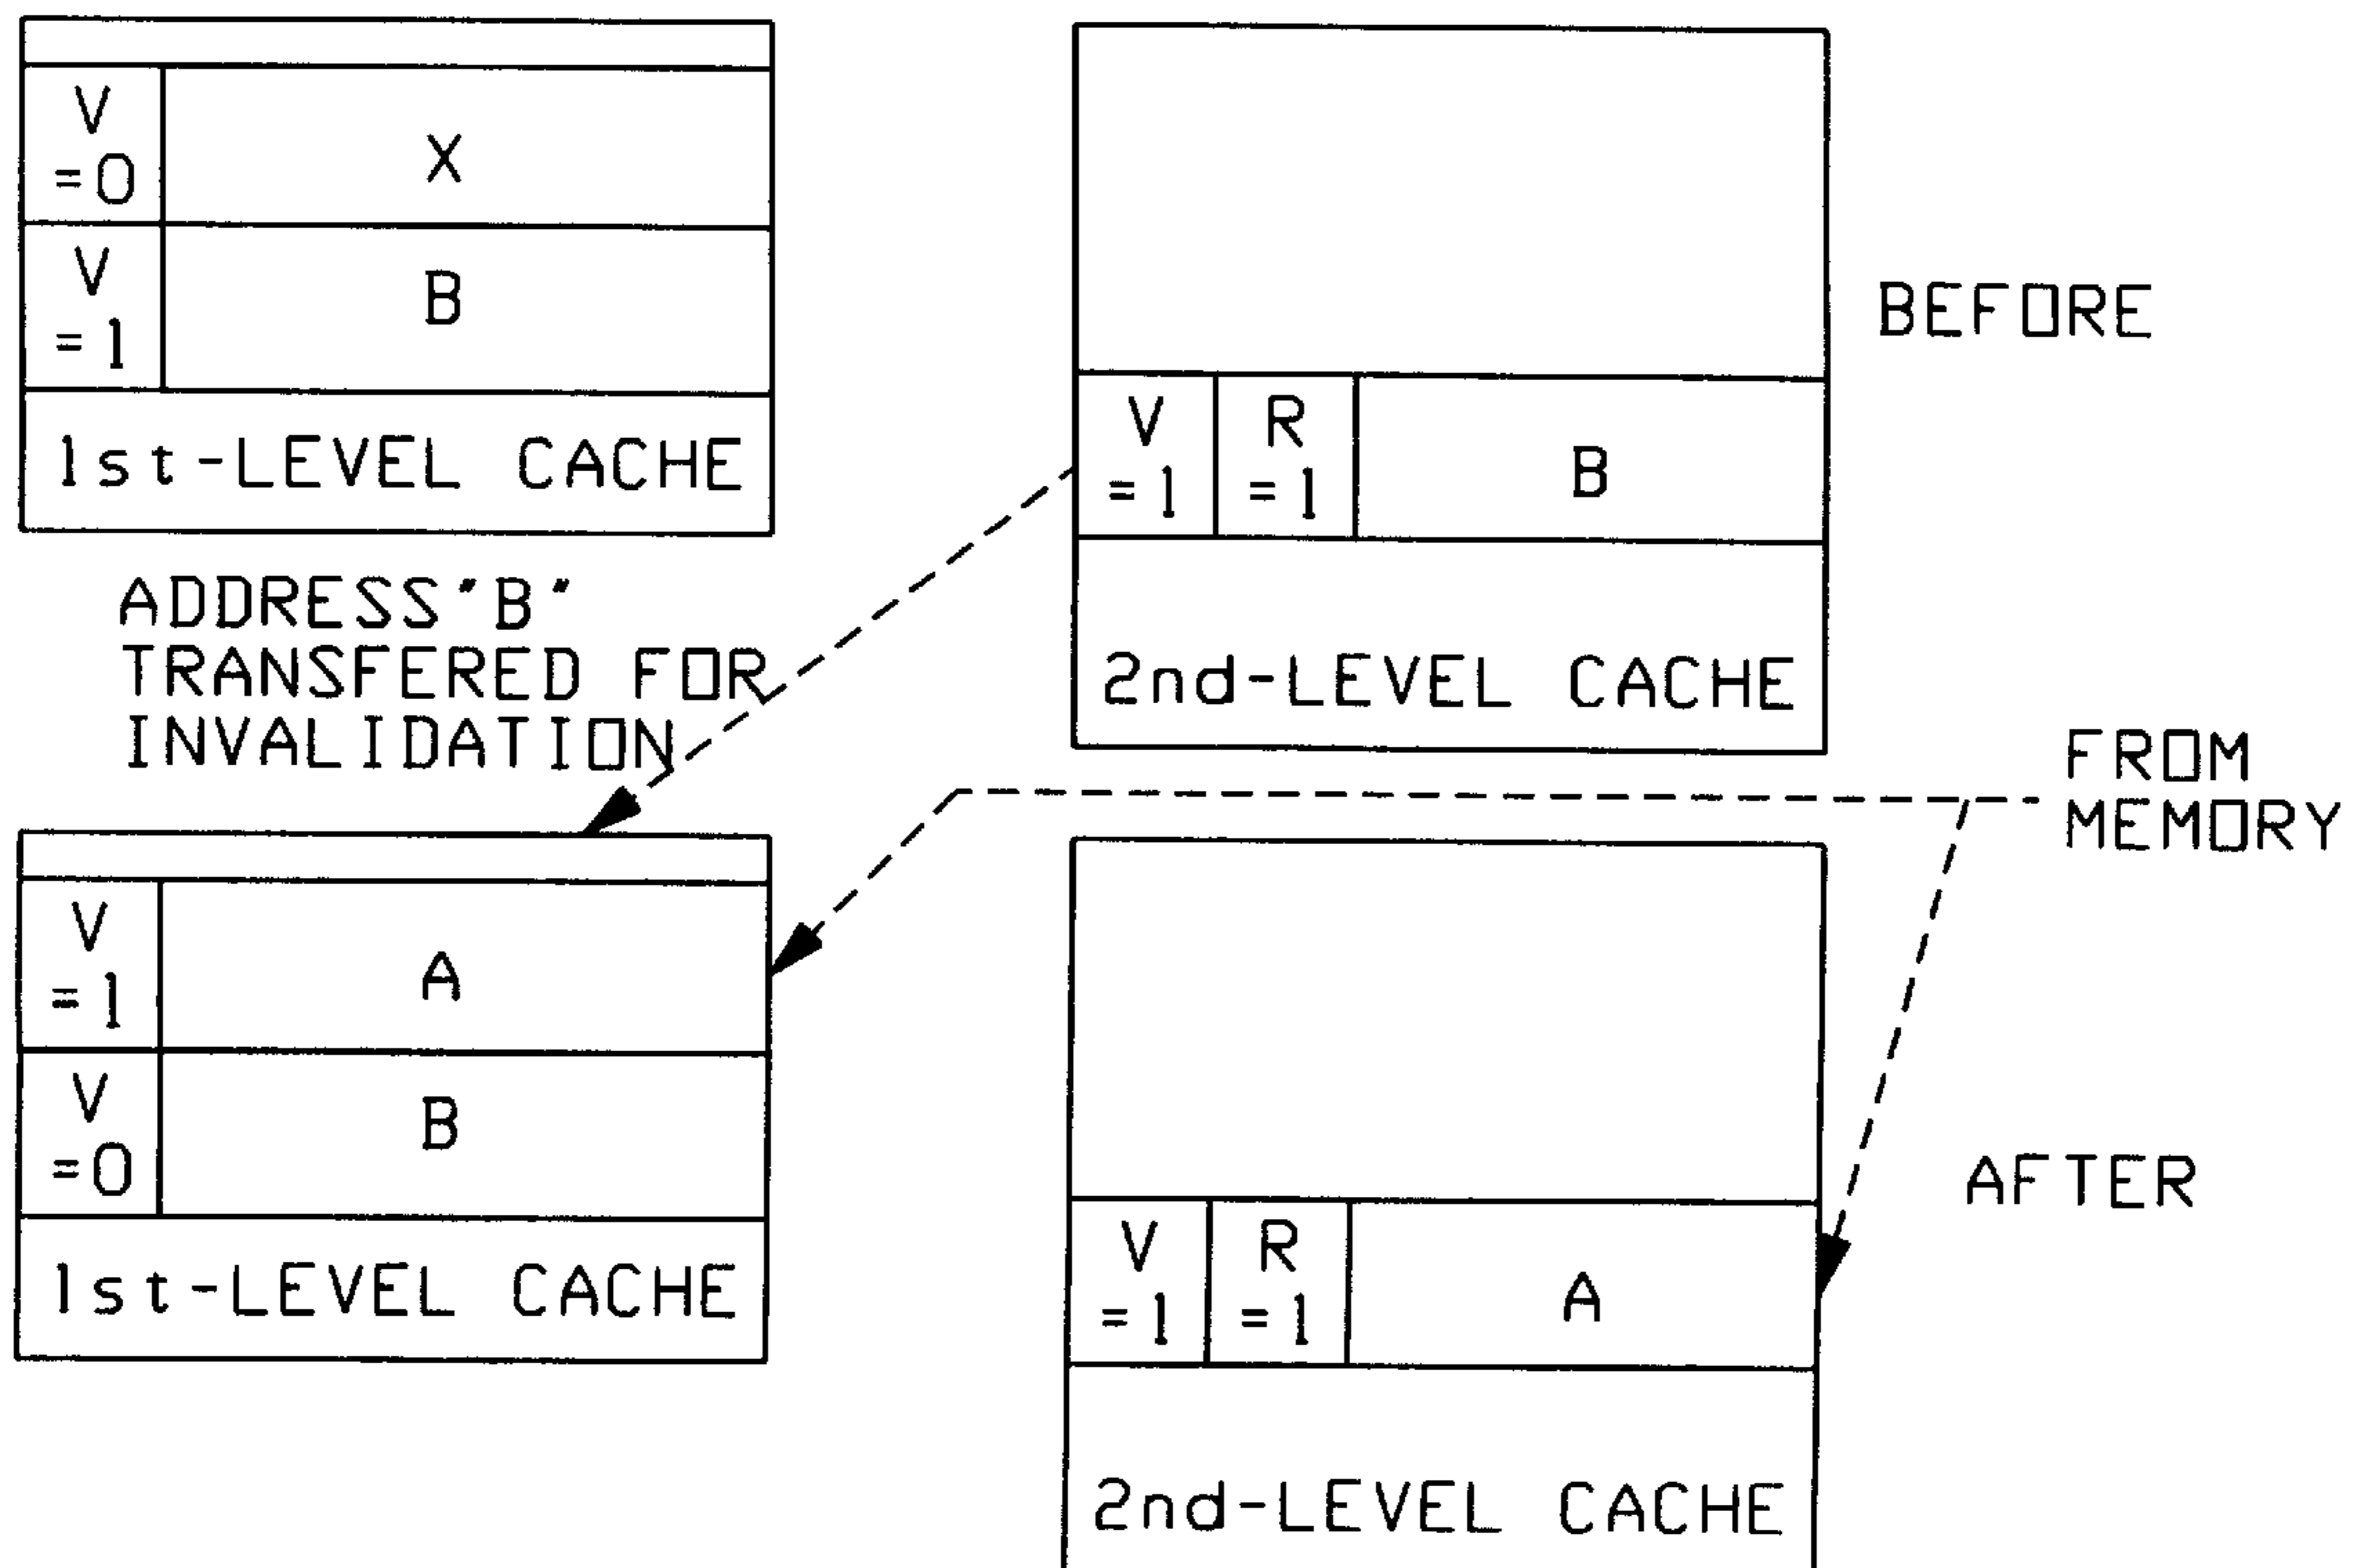 V
=0
X
V
=1
B
1st-LEVEL CACHE
BEFORE
V
=1
R
=1
B
2nd-LEVEL CACHE
ADDRESS"B"
TRANSFERED FOR
INVALIDATION
FROM
MEMORY
V
=1
A
V
=0
B
1st-LEVEL CACHE
AFTER
V
=1
R
=1
A
2nd-LEVEL CACHE